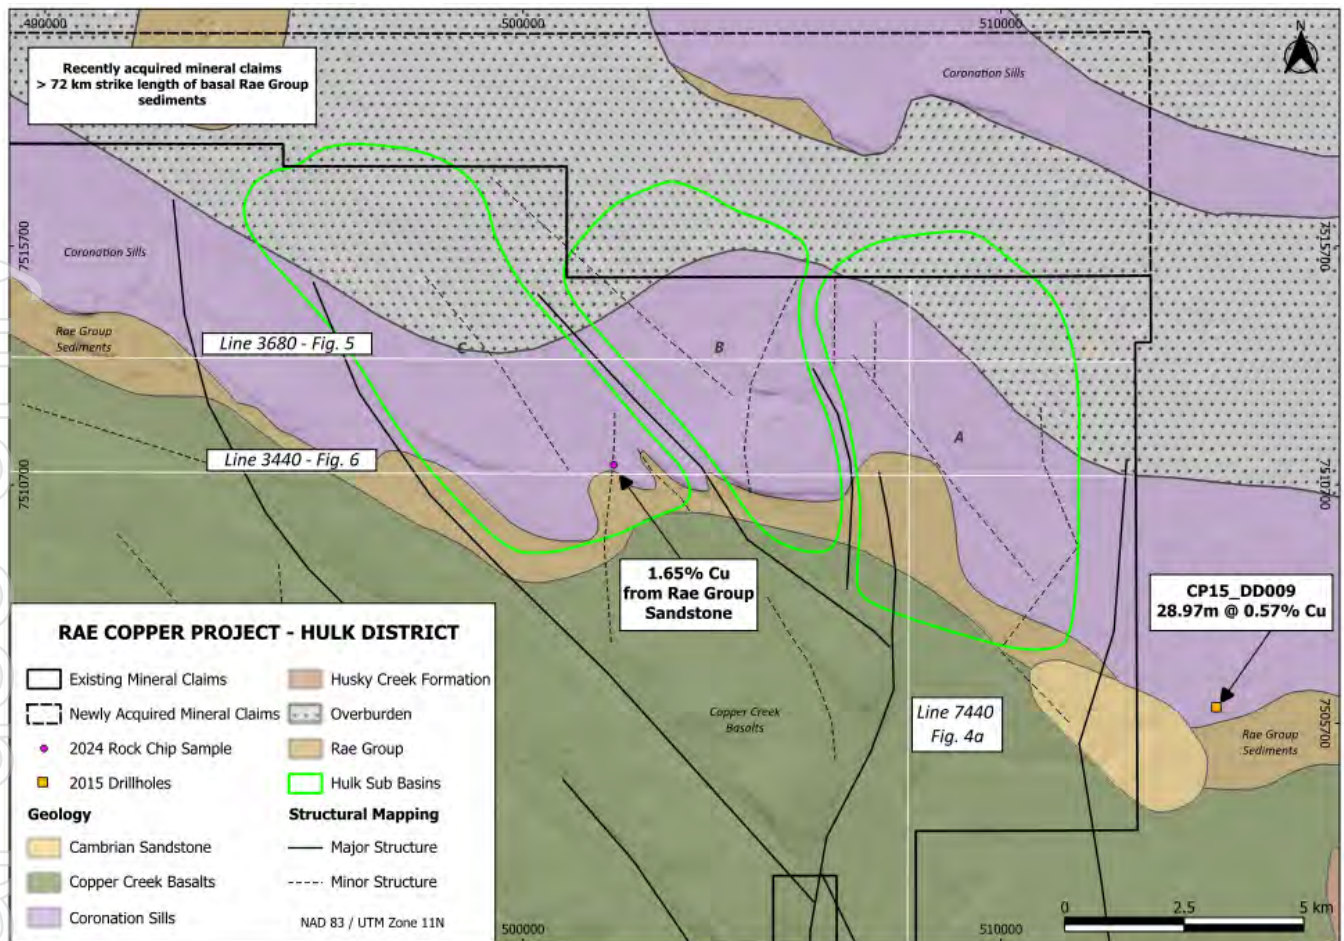 490000
500000
510000
N
Recently acquired mineral claims
> 72 km strike length of basal Rae Group
sediments
Coronation Sills
7515700
Coronation Sills
7515700
Rae Group
Sediments
Line 3680 - Fig. 5
C
B
A
Line 3440 - Fig. 6
7510700
7510700
1.65% Cu
from Rae Group
Sandstone
CP15_DD009
28.97m @ 0.57% Cu
Copper Creek
Basalts
Line 7440
Fig. 4a
Rae Group
Sediments
7505700
RAE COPPER PROJECT - HULK DISTRICT
Existing Mineral Claims
Newly Acquired Mineral Claims
2024 Rock Chip Sample
2015 Drillholes
Geology
Cambrian Sandstone
Copper Creek Basalts
Coronation Sills
Husky Creek Formation
Overburden
Rae Group
Hulk Sub Basins
Structural Mapping
Major Structure
Minor Structure
NAD 83 / UTM Zone 11N
500000
510000
0
2.5
5 km